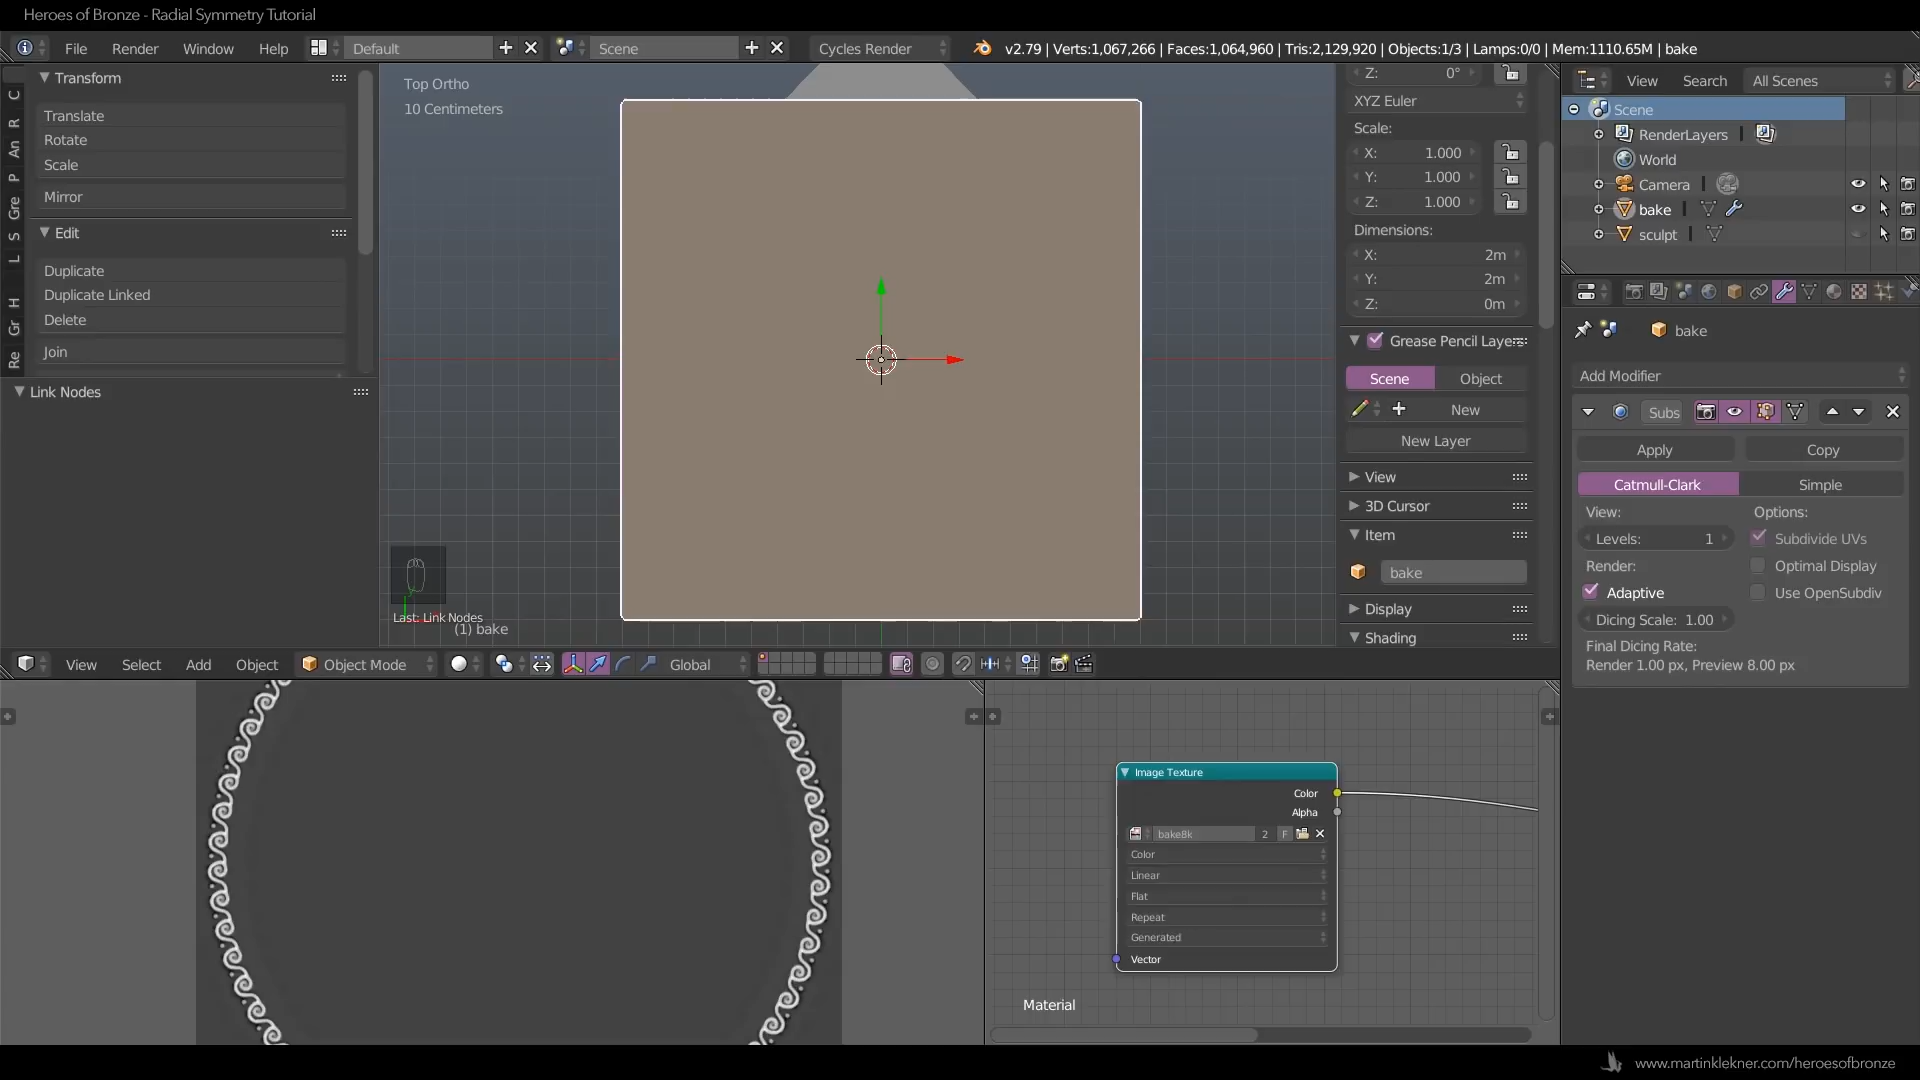 Heroes of Bronze - Radial Symmetry Tutorial
File Render Window Help Default Scene Cycles Render v2.79 | Verts:1,067,266 | Faces:1,064,960 | Tris:2,129,920 | Objects:1/3 | Lamps:0/0 | Mem:1110.65M | bake
Transform
Translate
Rotate
Scale
Mirror
Edit
Duplicate
Duplicate Linked
Delete
Join
C
R
An
P
Gre
S
L
H
Gr
Re
Link Nodes
Top Ortho
10 Centimeters
Last: Link Nodes
(1) bake
Z: 0°
XYZ Euler
Scale:
X: 1.000
Y: 1.000
Z: 1.000
Dimensions:
X: 2m
Y: 2m
Z: 0m
Grease Pencil Layers
Scene Object
New
New Layer
View
3D Cursor
Item
bake
Display
Shading
View Search All Scenes
Scene
RenderLayers
World
Camera
bake
sculpt
bake
Add Modifier
Subs
Apply Copy
Catmull-Clark Simple
View: Options:
Levels: 1 Subdivide UVs
Render: Optimal Display
Adaptive Use OpenSubdiv
Dicing Scale: 1.00
Final Dicing Rate:
Render 1.00 px, Preview 8.00 px
View Select Add Object Object Mode Global
Image Texture
Color
Alpha
bake8k 2 F
Color
Linear
Flat
Repeat
Generated
Vector
Material
www.martinklekner.com/heroesofbronze